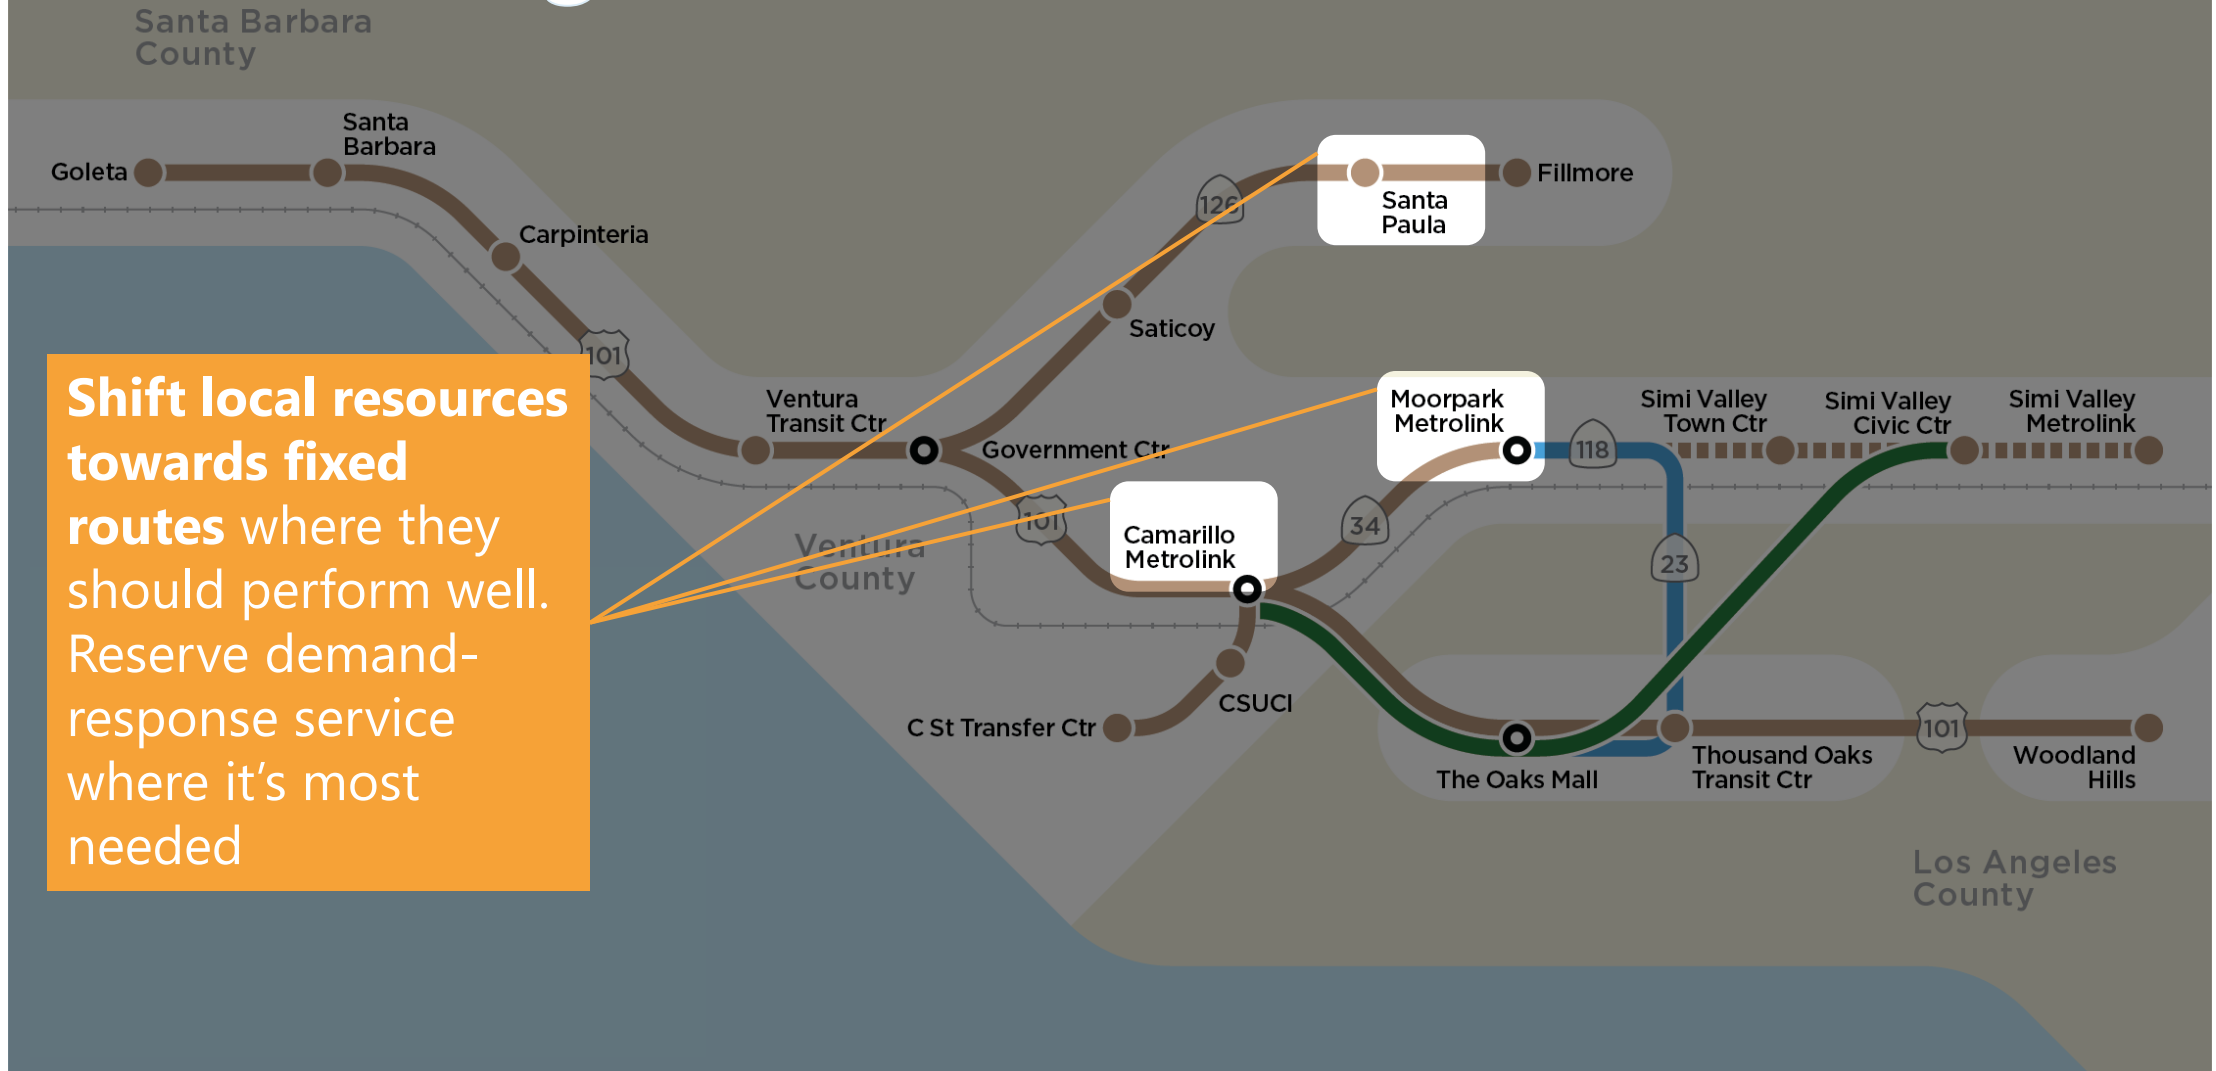 Santa Barbara
County
Santa
Barbara
Goleta
Carpinteria
101
126
Santa
Paula
Fillmore
Saticoy
Shift local resources
towards fixed
routes where they
should perform well.
Reserve demand-
response service
where it’s most
needed
Ventura
Transit Ctr
Government Ctr
101
Ventura
County
Camarillo
Metrolink
Moorpark
Metrolink
34
118
Simi Valley
Town Ctr
Simi Valley
Civic Ctr
Simi Valley
Metrolink
23
CSUCI
C St Transfer Ctr
The Oaks Mall
Thousand Oaks
Transit Ctr
101
Woodland
Hills
Los Angeles
County